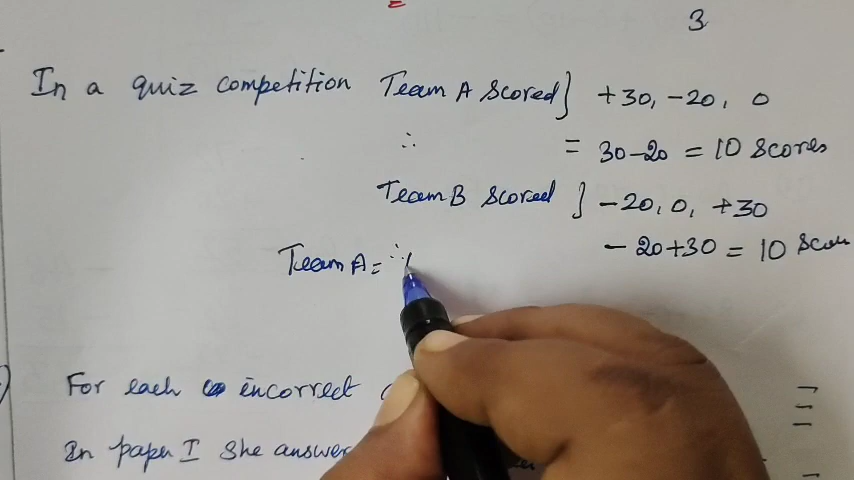 3
In a quiz competition Team A Scored } +30, -20, 0
∴ = 30-20 = 10 Scores
Team B Scored } -20, 0, +30
-20+30 = 10
Team A = ∴
For each incorrect
In paper I She